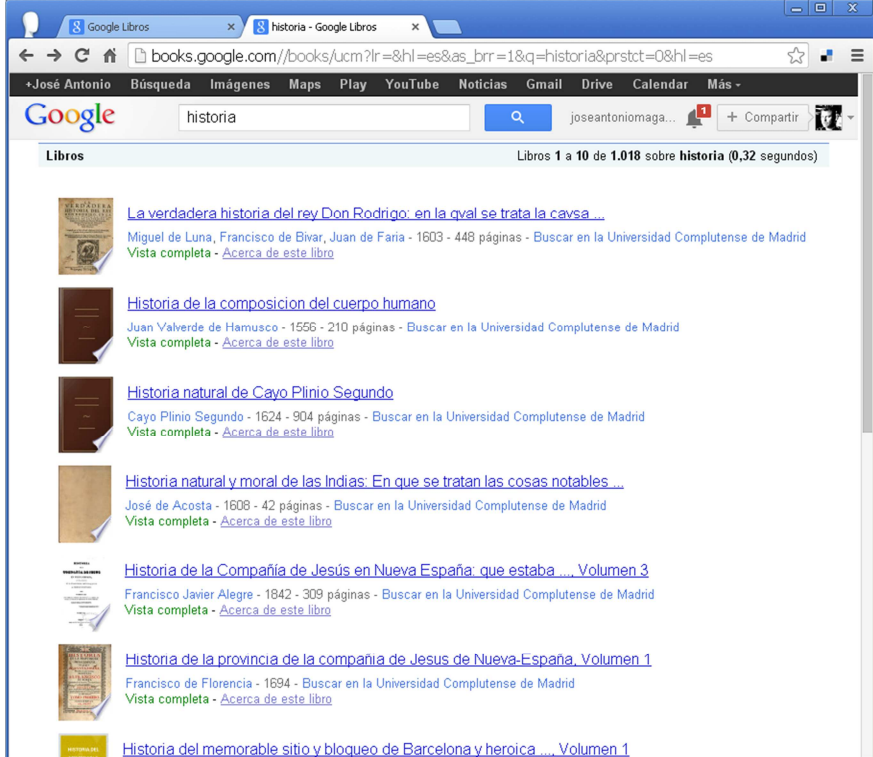 Google Libros
historia - Google Libros
books.google.com//books/ucm?lr=&hl=es&as_brr=1&q=historia&prstct=0&hl=es
+José Antonio Búsqueda Imágenes Maps Play YouTube Noticias Gmail Drive Calendar Más
Google historia joseantoniomaga... 1 + Compartir
Libros Libros 1 a 10 de 1.018 sobre historia (0,32 segundos)
La verdadera historia del rey Don Rodrigo: en la qval se trata la cavsa ...
Miguel de Luna, Francisco de Bivar, Juan de Faria - 1603 - 448 páginas - Buscar en la Universidad Complutense de Madrid
Vista completa - Acerca de este libro
Historia de la composicion del cuerpo humano
Juan Valverde de Hamusco - 1556 - 210 páginas - Buscar en la Universidad Complutense de Madrid
Vista completa - Acerca de este libro
Historia natural de Cayo Plinio Segundo
Cayo Plinio Segundo - 1624 - 904 páginas - Buscar en la Universidad Complutense de Madrid
Vista completa - Acerca de este libro
Historia natural y moral de las Indias: En que se tratan las cosas notables ...
José de Acosta - 1608 - 42 páginas - Buscar en la Universidad Complutense de Madrid
Vista completa - Acerca de este libro
Historia de la Compañía de Jesús en Nueva España: que estaba ..., Volumen 3
Francisco Javier Alegre - 1842 - 309 páginas - Buscar en la Universidad Complutense de Madrid
Vista completa - Acerca de este libro
Historia de la provincia de la compañia de Jesus de Nueva-España, Volumen 1
Francisco de Florencia - 1694 - Buscar en la Universidad Complutense de Madrid
Vista completa - Acerca de este libro
HISTORIA DEL
Historia del memorable sitio y bloqueo de Barcelona y heroica ..., Volumen 1